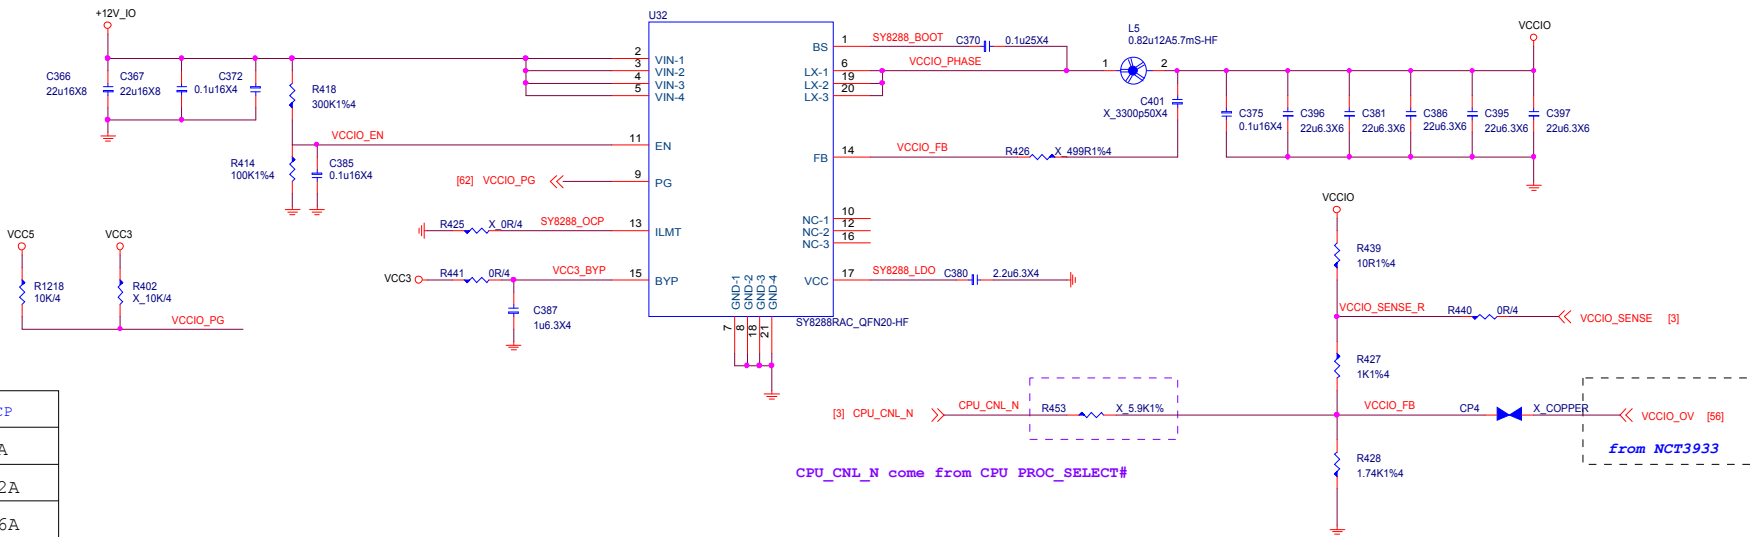 +12V_IO
U32
C366
22u16X8
C367
22u16X8
C372
0.1u16X4
R418
300K1%4
VCCIO_EN
R414
100K1%4
C385
0.1u16X4
[62] VCCIO_PG
R425 X_0R/4 SY8288_OCP
VCC3 R441 0R/4 VCC3_BYP
C387
1u6.3X4
VCC5
VCC3
R1218
10K/4
R402
X_10K/4
VCCIO_PG
2 VIN-1
3 VIN-2
4 VIN-3
5 VIN-4
11 EN
9 PG
13 ILMT
15 BYP
BS 1
LX-1 6
LX-2 19
LX-3 20
FB 14
NC-1 10
NC-2 12
NC-3 16
VCC 17
GND-1 7
GND-2 8
GND-3 18
GND-4 21
SY8288RAC_QFN20-HF
SY8288_BOOT C370 0.1u25X4
VCCIO_PHASE
L5
0.82u12A5.7mS-HF
1 2
VCCIO
C401
X_3300p50X4
VCCIO_FB R426 X_499R1%4
C375
0.1u16X4
C396
22u6.3X6
C381
22u6.3X6
C386
22u6.3X6
C395
22u6.3X6
C397
22u6.3X6
SY8288_LDO C380 2.2u6.3X4
VCCIO
R439
10R1%4
VCCIO_SENSE_R R440 0R/4 VCCIO_SENSE [3]
R427
1K1%4
[3] CPU_CNL_N CPU_CNL_N R453 X_5.9K1% VCCIO_FB CP4 X_COPPER VCCIO_OV [56]
from NCT3933
R428
1.74K1%4
CPU_CNL_N come from CPU PROC_SELECT#